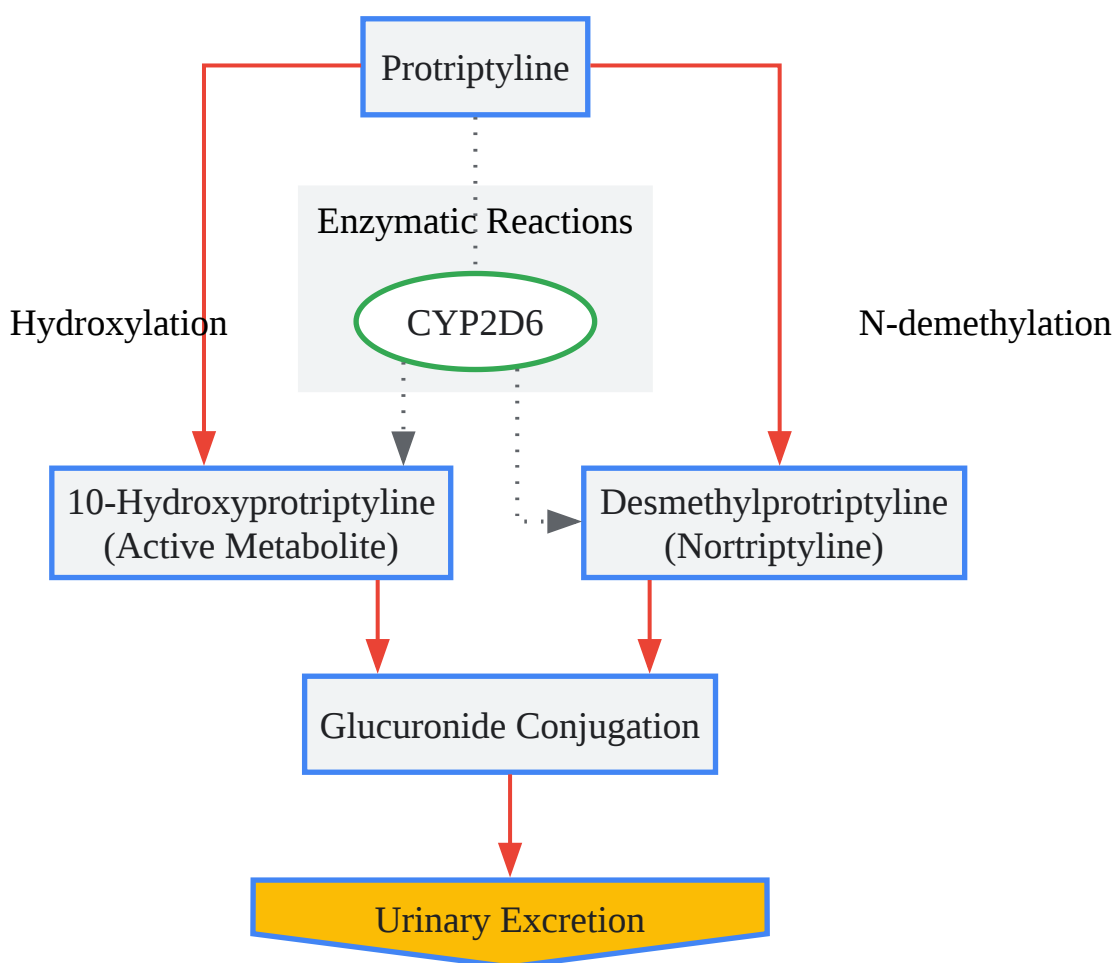 Protriptyline
Enzymatic Reactions
Hydroxylation
CYP2D6
N-demethylation
10-Hydroxyprotriptyline
(Active Metabolite)
Desmethylprotriptyline
(Nortriptyline)
Glucuronide Conjugation
Urinary Excretion